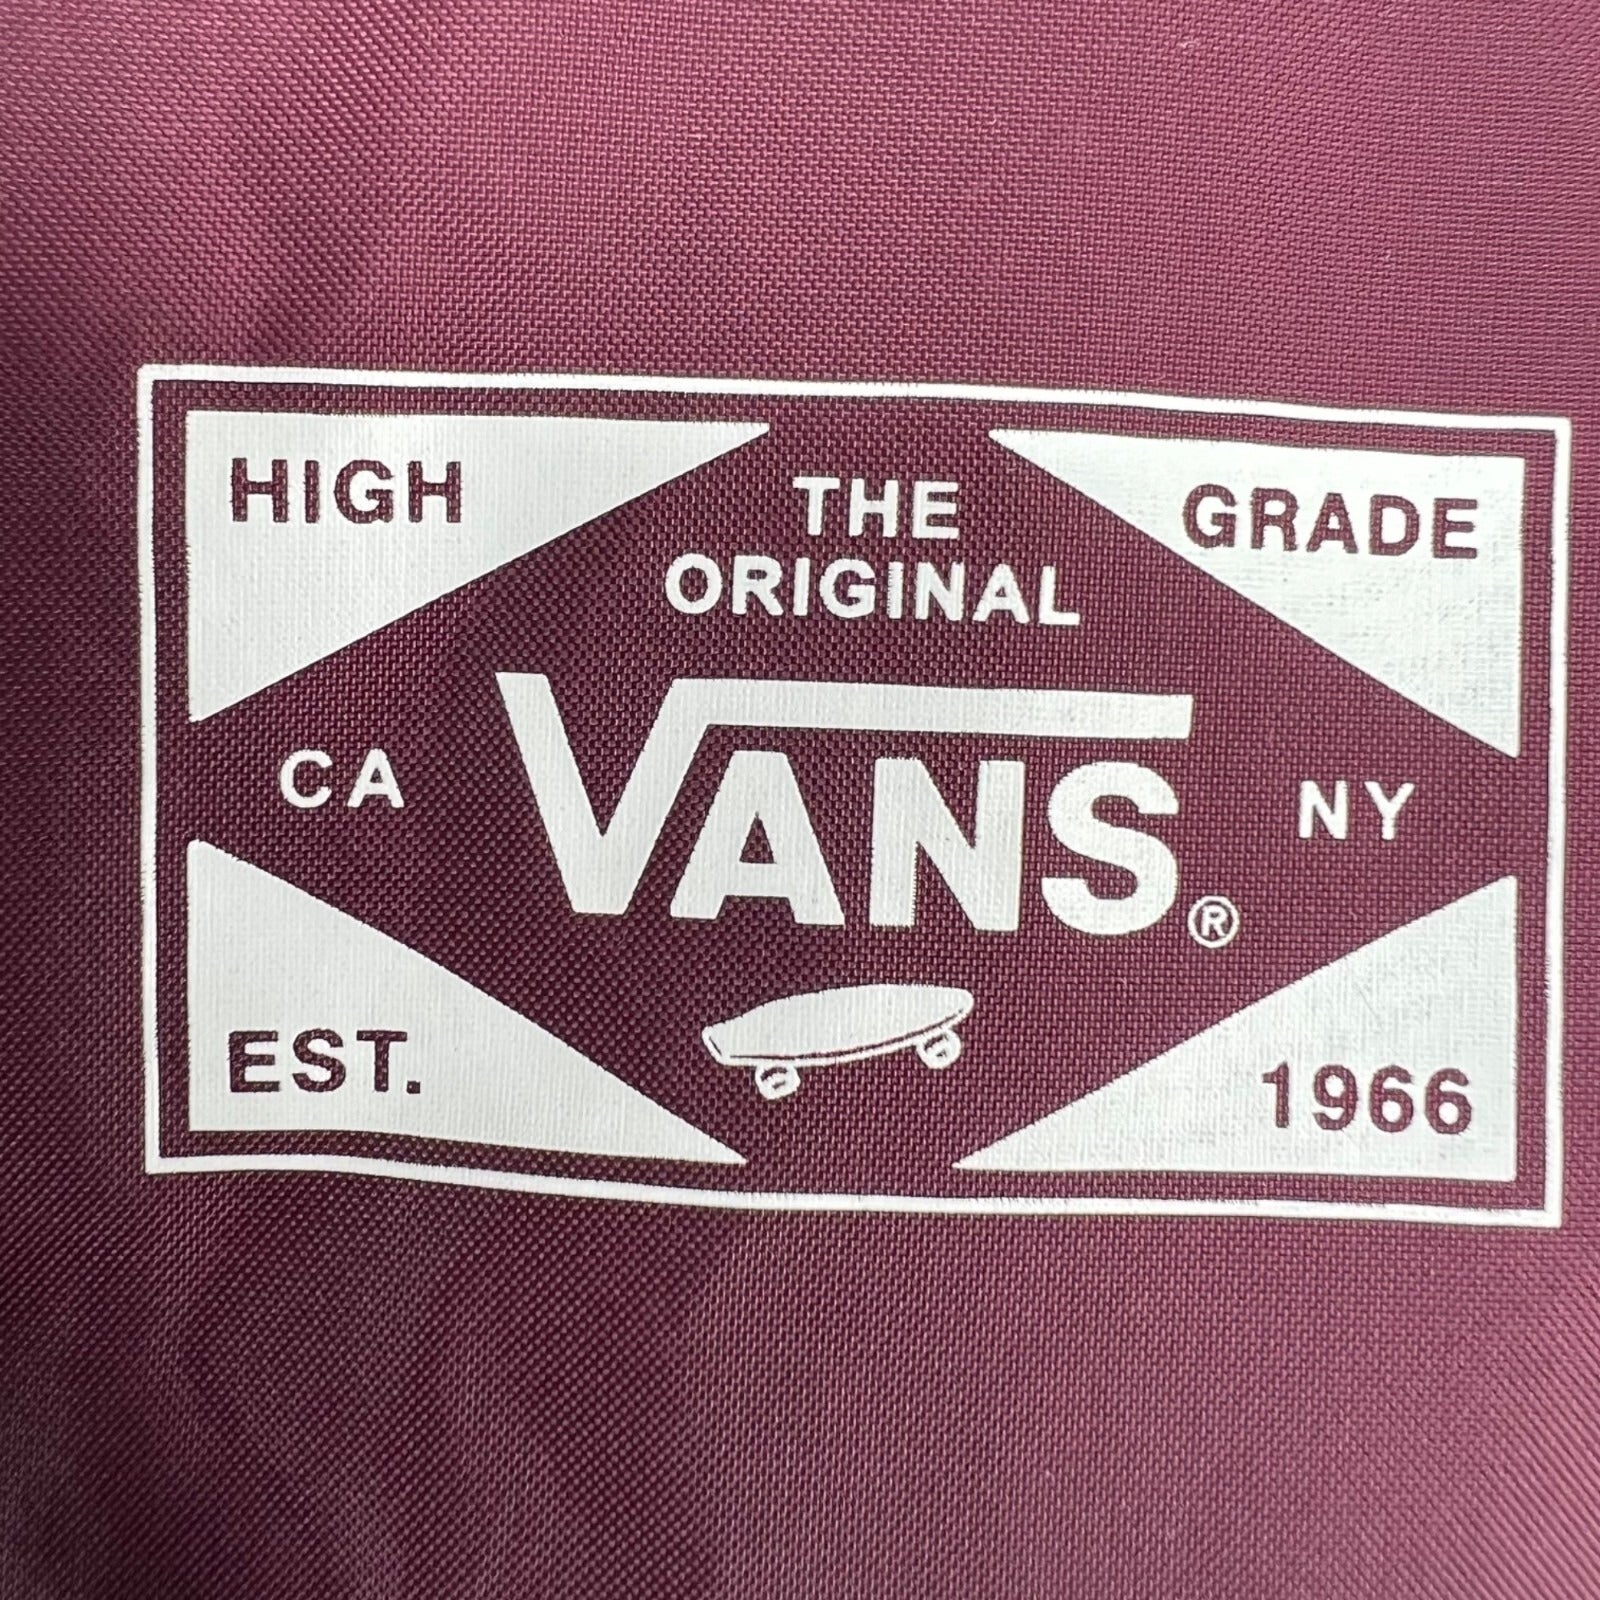 HIGH GRADE
THE
ORIGINAL
CA VANS® NY
EST. 1966